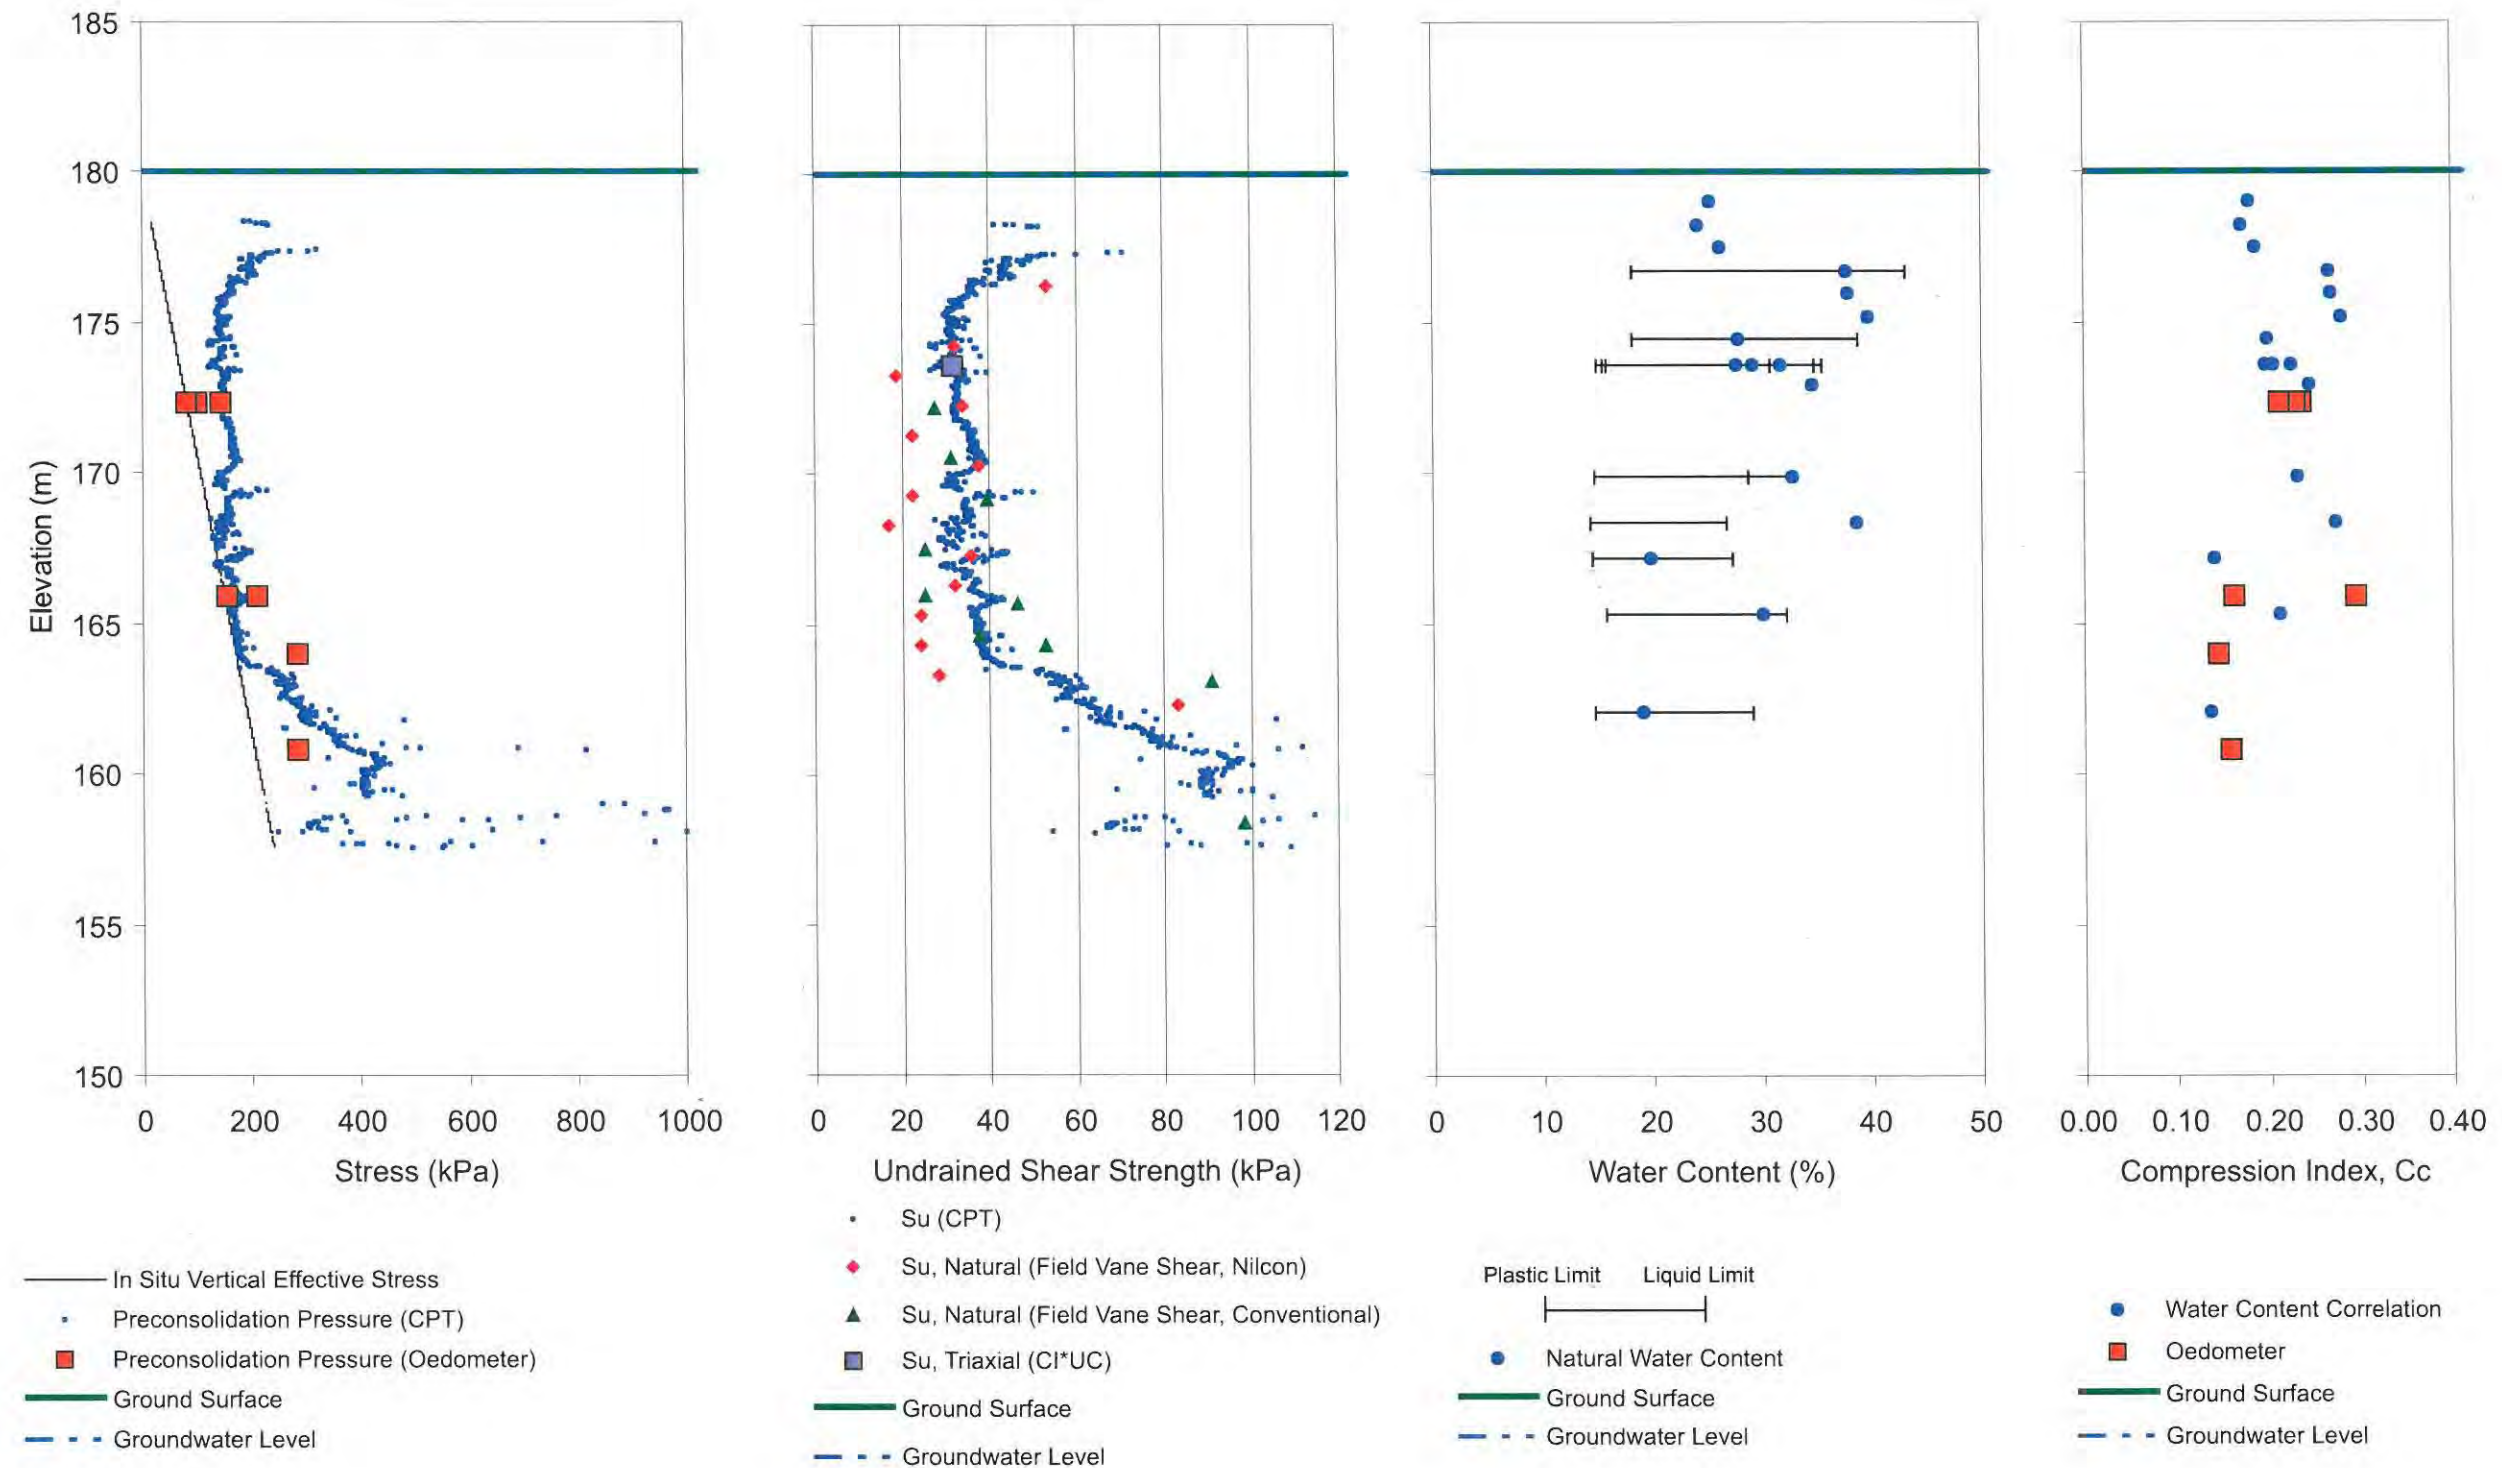 185
180
175
170
165
160
155
150
Elevation (m)
0 200 400 600 800 1000
Stress (kPa)
In Situ Vertical Effective Stress
Preconsolidation Pressure (CPT)
Preconsolidation Pressure (Oedometer)
Ground Surface
Groundwater Level
0 20 40 60 80 100 120
Undrained Shear Strength (kPa)
Su (CPT)
Su, Natural (Field Vane Shear, Nilcon)
Su, Natural (Field Vane Shear, Conventional)
Su, Triaxial (CI*UC)
Ground Surface
Groundwater Level
0 10 20 30 40 50
Water Content (%)
Plastic Limit Liquid Limit
Natural Water Content
Ground Surface
Groundwater Level
0.00 0.10 0.20 0.30 0.40
Compression Index, Cc
Water Content Correlation
Oedometer
Ground Surface
Groundwater Level